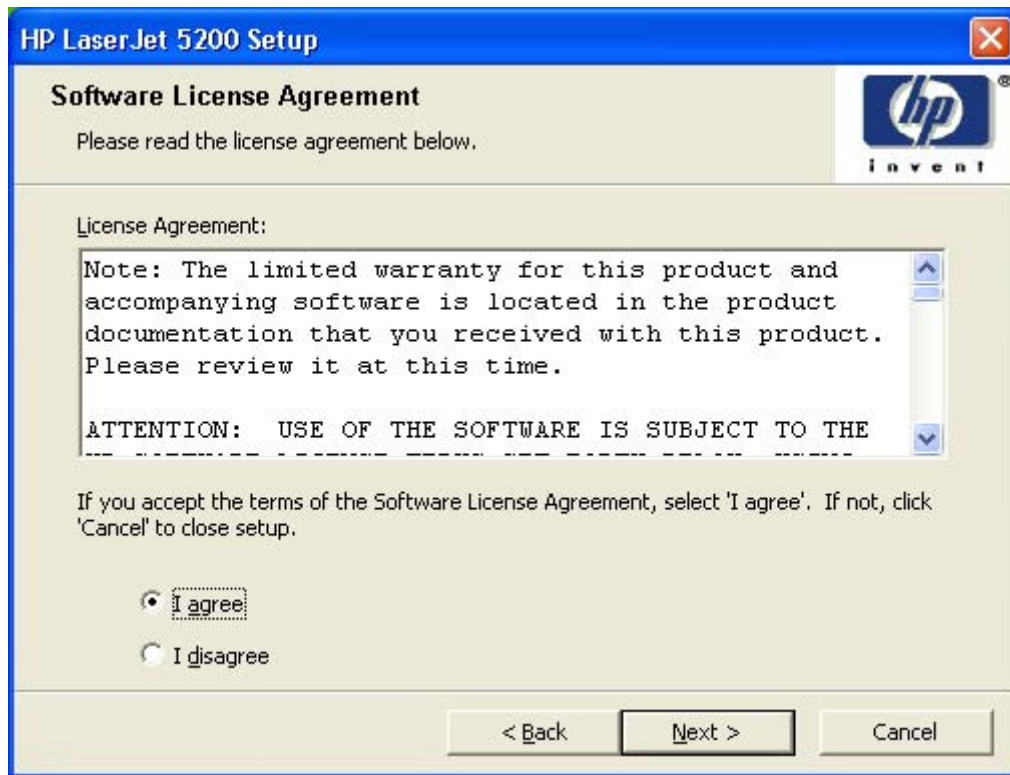 HP LaserJet 5200 Setup
Software License Agreement
Please read the license agreement below.
hp
®
invent
License Agreement:
Note: The limited warranty for this product and
accompanying software is located in the product
documentation that you received with this product.
Please review it at this time.
ATTENTION:  USE OF THE SOFTWARE IS SUBJECT TO THE
If you accept the terms of the Software License Agreement, select 'I agree'.  If not, click
'Cancel' to close setup.
I agree
I disagree
< Back
Next >
Cancel